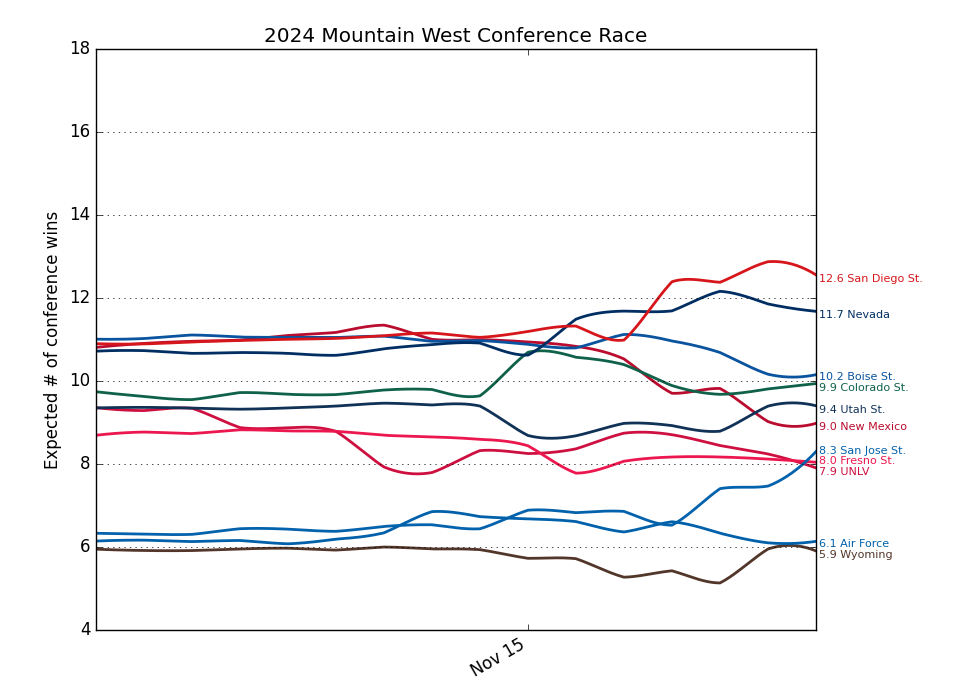 2024 Mountain West Conference Race
Expected # of conference wins
18
16
14
12
10
8
6
4
Nov 15
12.6 San Diego St.
11.7 Nevada
10.2 Boise St.
9.9 Colorado St.
9.4 Utah St.
9.0 New Mexico
8.3 San Jose St.
8.0 Fresno St.
7.9 UNLV
6.1 Air Force
5.9 Wyoming